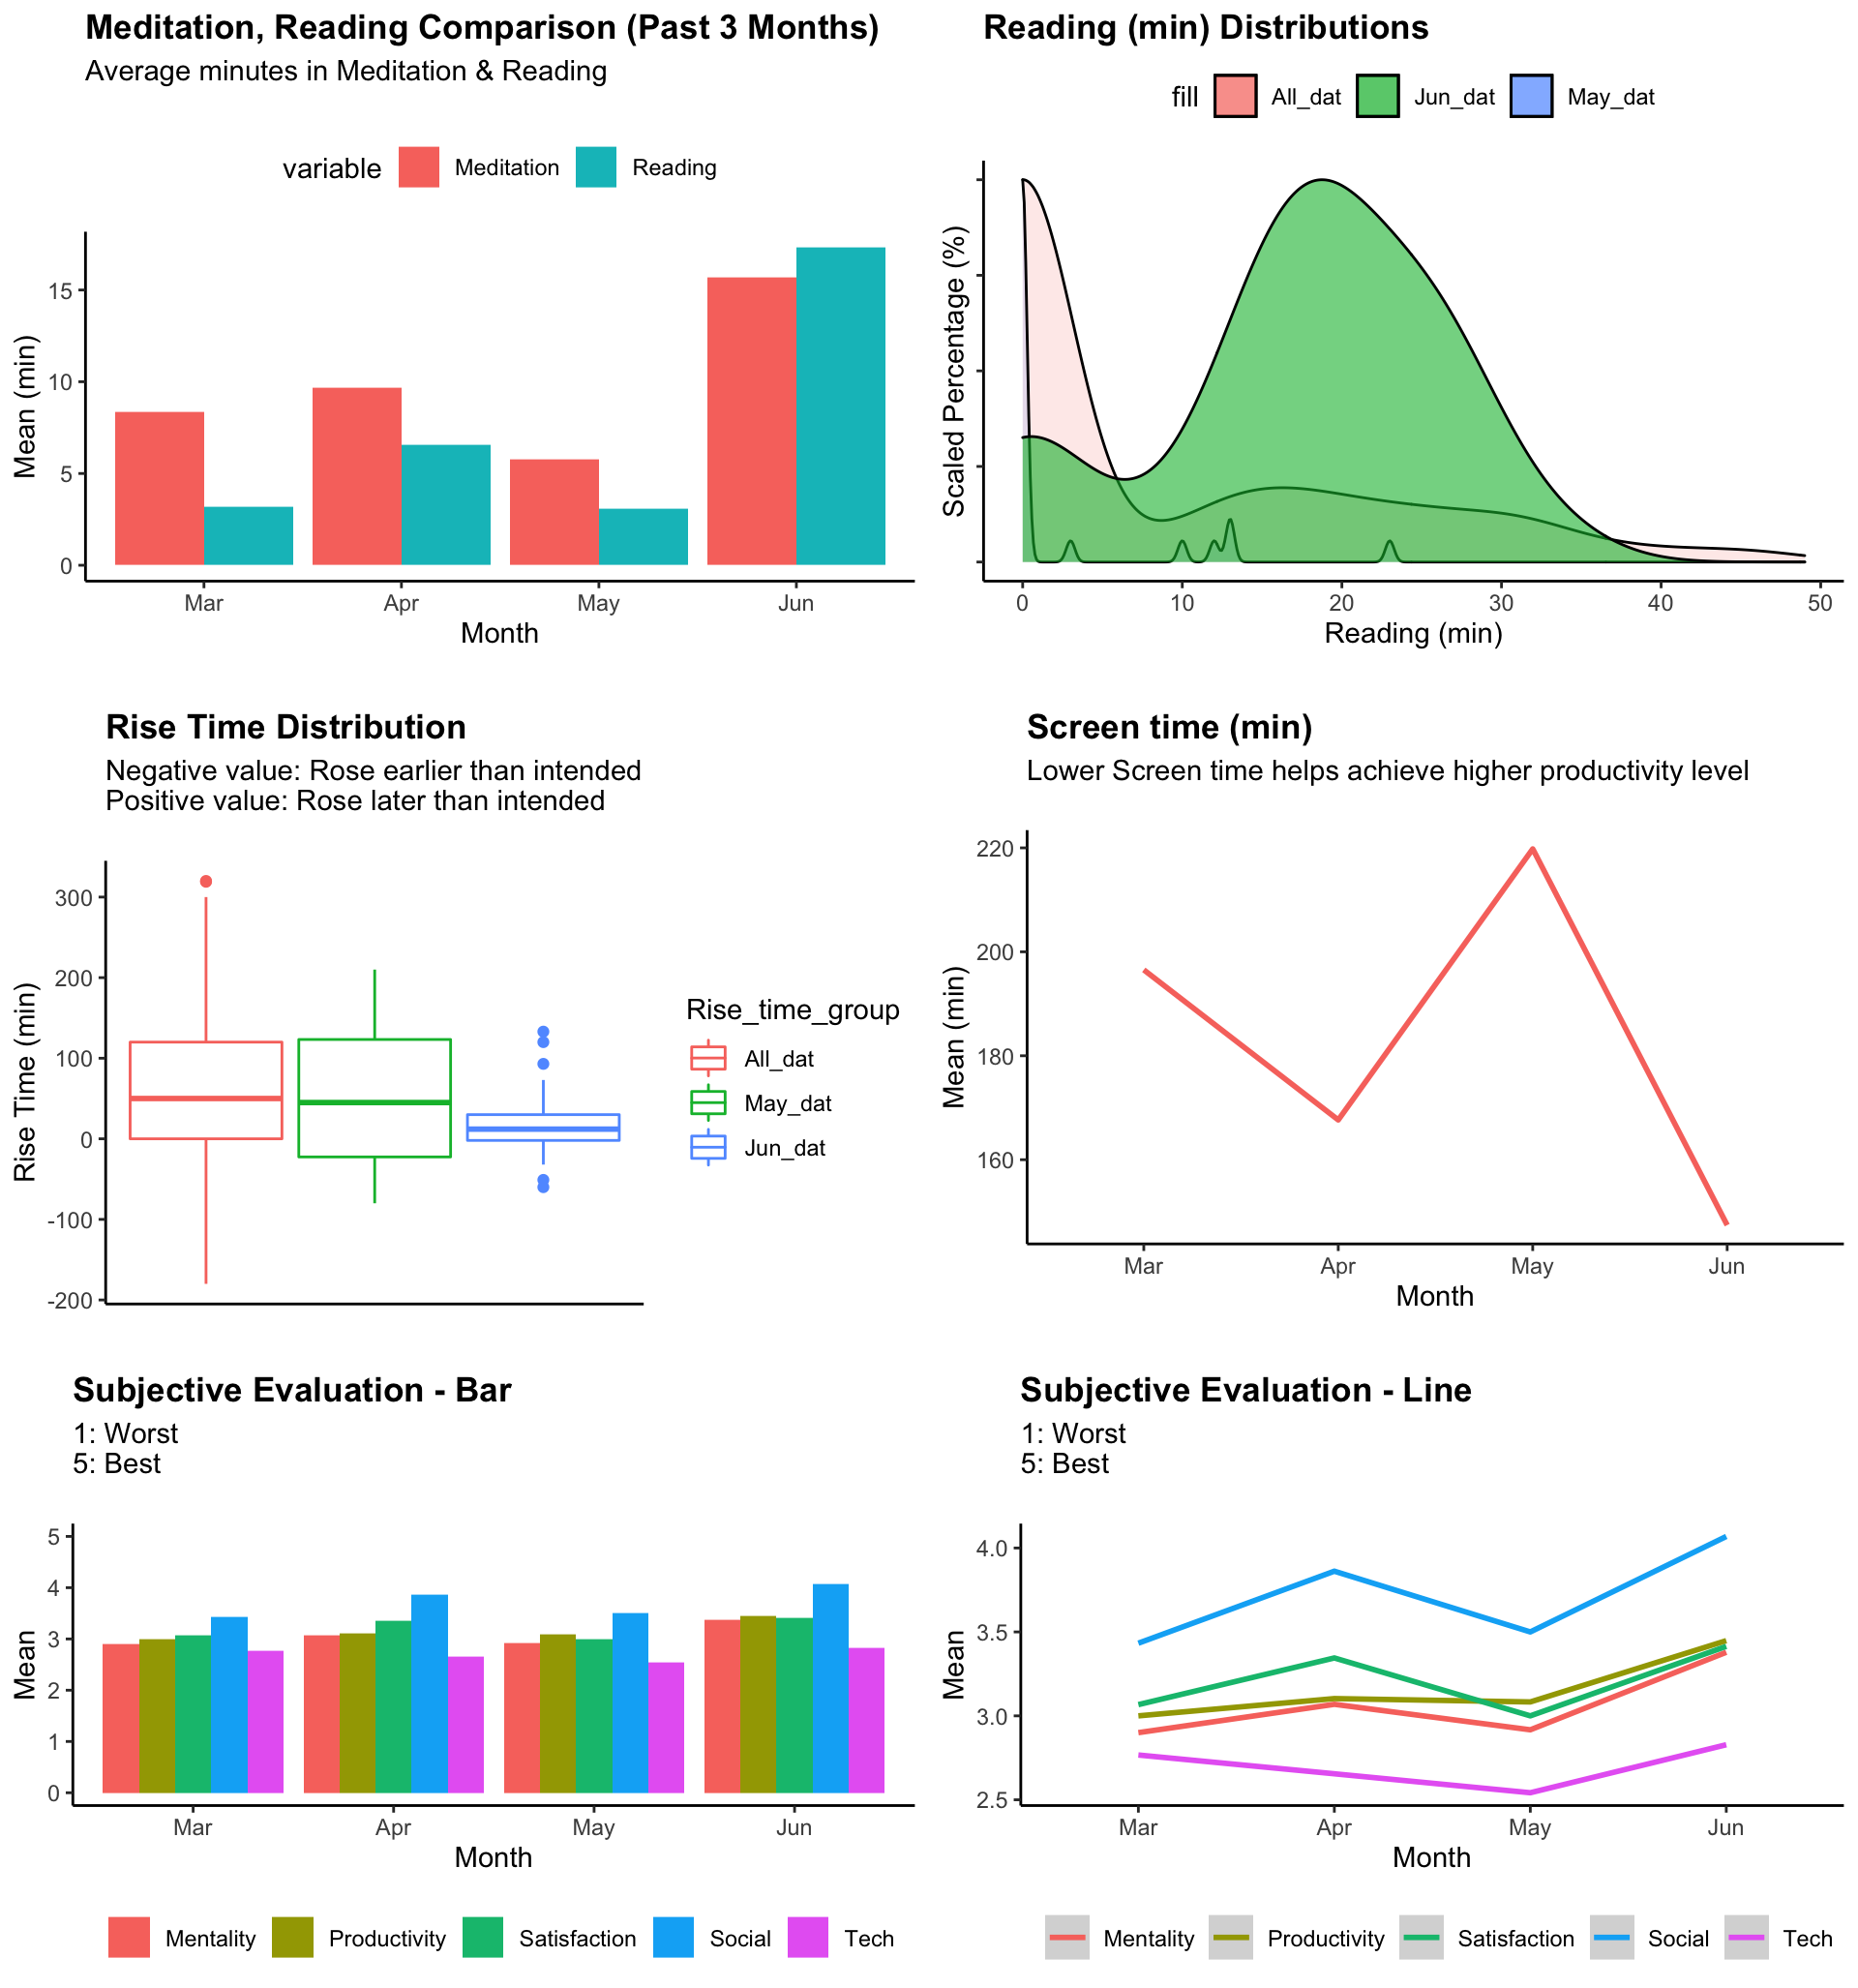 Meditation, Reading Comparison (Past 3 Months)
Average minutes in Meditation & Reading
variable Meditation Reading
15
10
5
0
Mean (min)
Mar Apr May Jun
Month
Reading (min) Distributions
fill All_dat Jun_dat May_dat
Scaled Percentage (%)
0 10 20 30 40 50
Reading (min)
Rise Time Distribution
Negative value: Rose earlier than intended
Positive value: Rose later than intended
300
200
100
0
-100
-200
Rise Time (min)
Rise_time_group
All_dat
May_dat
Jun_dat
Screen time (min)
Lower Screen time helps achieve higher productivity level
220
200
180
160
Mean (min)
Mar Apr May Jun
Month
Subjective Evaluation - Bar
1: Worst
5: Best
5
4
3
2
1
0
Mean
Mar Apr May Jun
Month
Mentality Productivity Satisfaction Social Tech
Subjective Evaluation - Line
1: Worst
5: Best
4.0
3.5
3.0
2.5
Mean
Mar Apr May Jun
Month
Mentality Productivity Satisfaction Social Tech